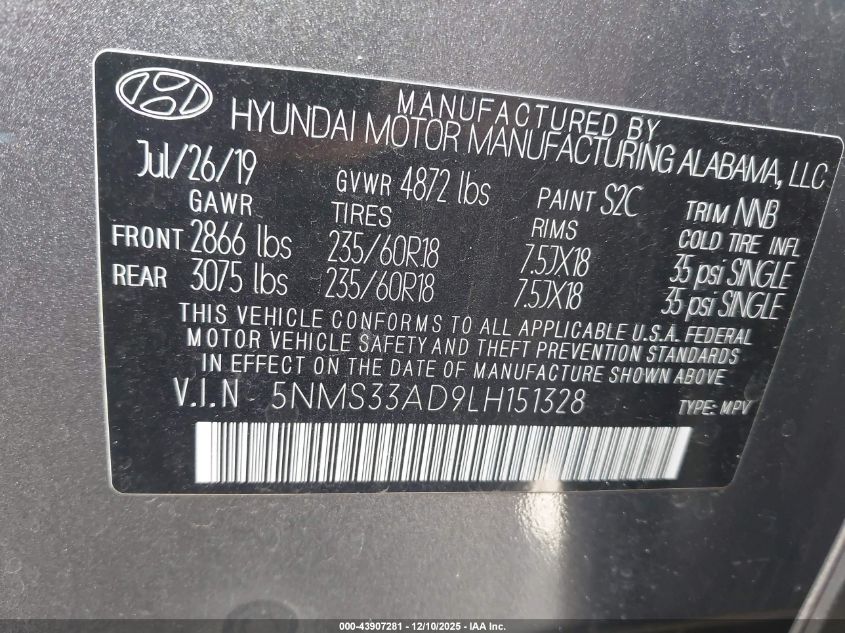 MANUFACTURED BY
HYUNDAI MOTOR MANUFACTURING ALABAMA, LLC
Jul/26/19 GVWR 4872 lbs PAINT S2C TRIM NNB
GAWR TIRES RIMS COLD TIRE INFL
FRONT 2866 lbs 235/60R18 7.5JX18 35 psi SINGLE
REAR 3075 lbs 235/60R18 7.5JX18 35 psi SINGLE
THIS VEHICLE CONFORMS TO ALL APPLICABLE U.S.A. FEDERAL
MOTOR VEHICLE SAFETY AND THEFT PREVENTION STANDARDS
IN EFFECT ON THE DATE OF MANUFACTURE SHOWN ABOVE
V.I.N 5NMS33AD9LH151328 TYPE: MPV
000-43907281 - 12/10/2025 - IAA Inc.